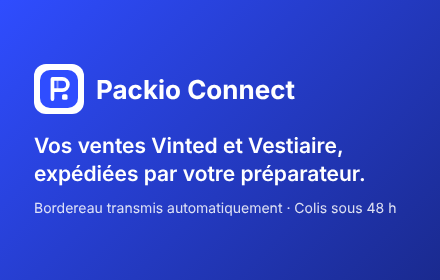 Packio Connect
Vos ventes Vinted et Vestiaire,
expédiées par votre préparateur.
Bordereau transmis automatiquement · Colis sous 48 h